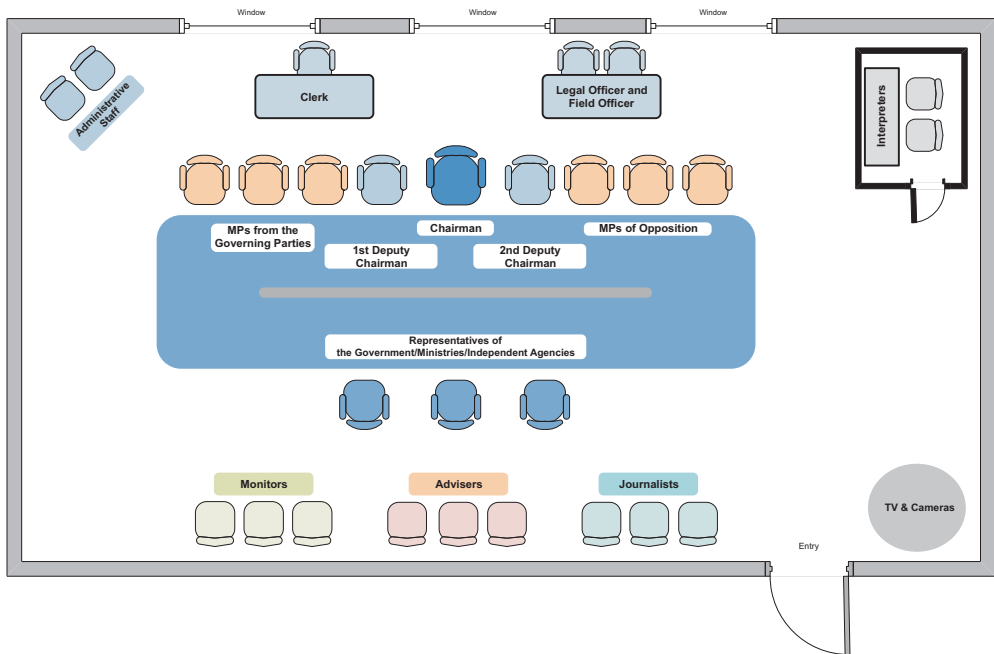 Window
Window
Window
Administrative
Staff
Clerk
Legal Officer and
Field Officer
Interpreters
MPs from the
Governing Parties
Chairman
MPs of Opposition
1st Deputy
Chairman
2nd Deputy
Chairman
Representatives of
the Government/Ministries/Independent Agencies
Monitors
Advisers
Journalists
TV & Cameras
Entry